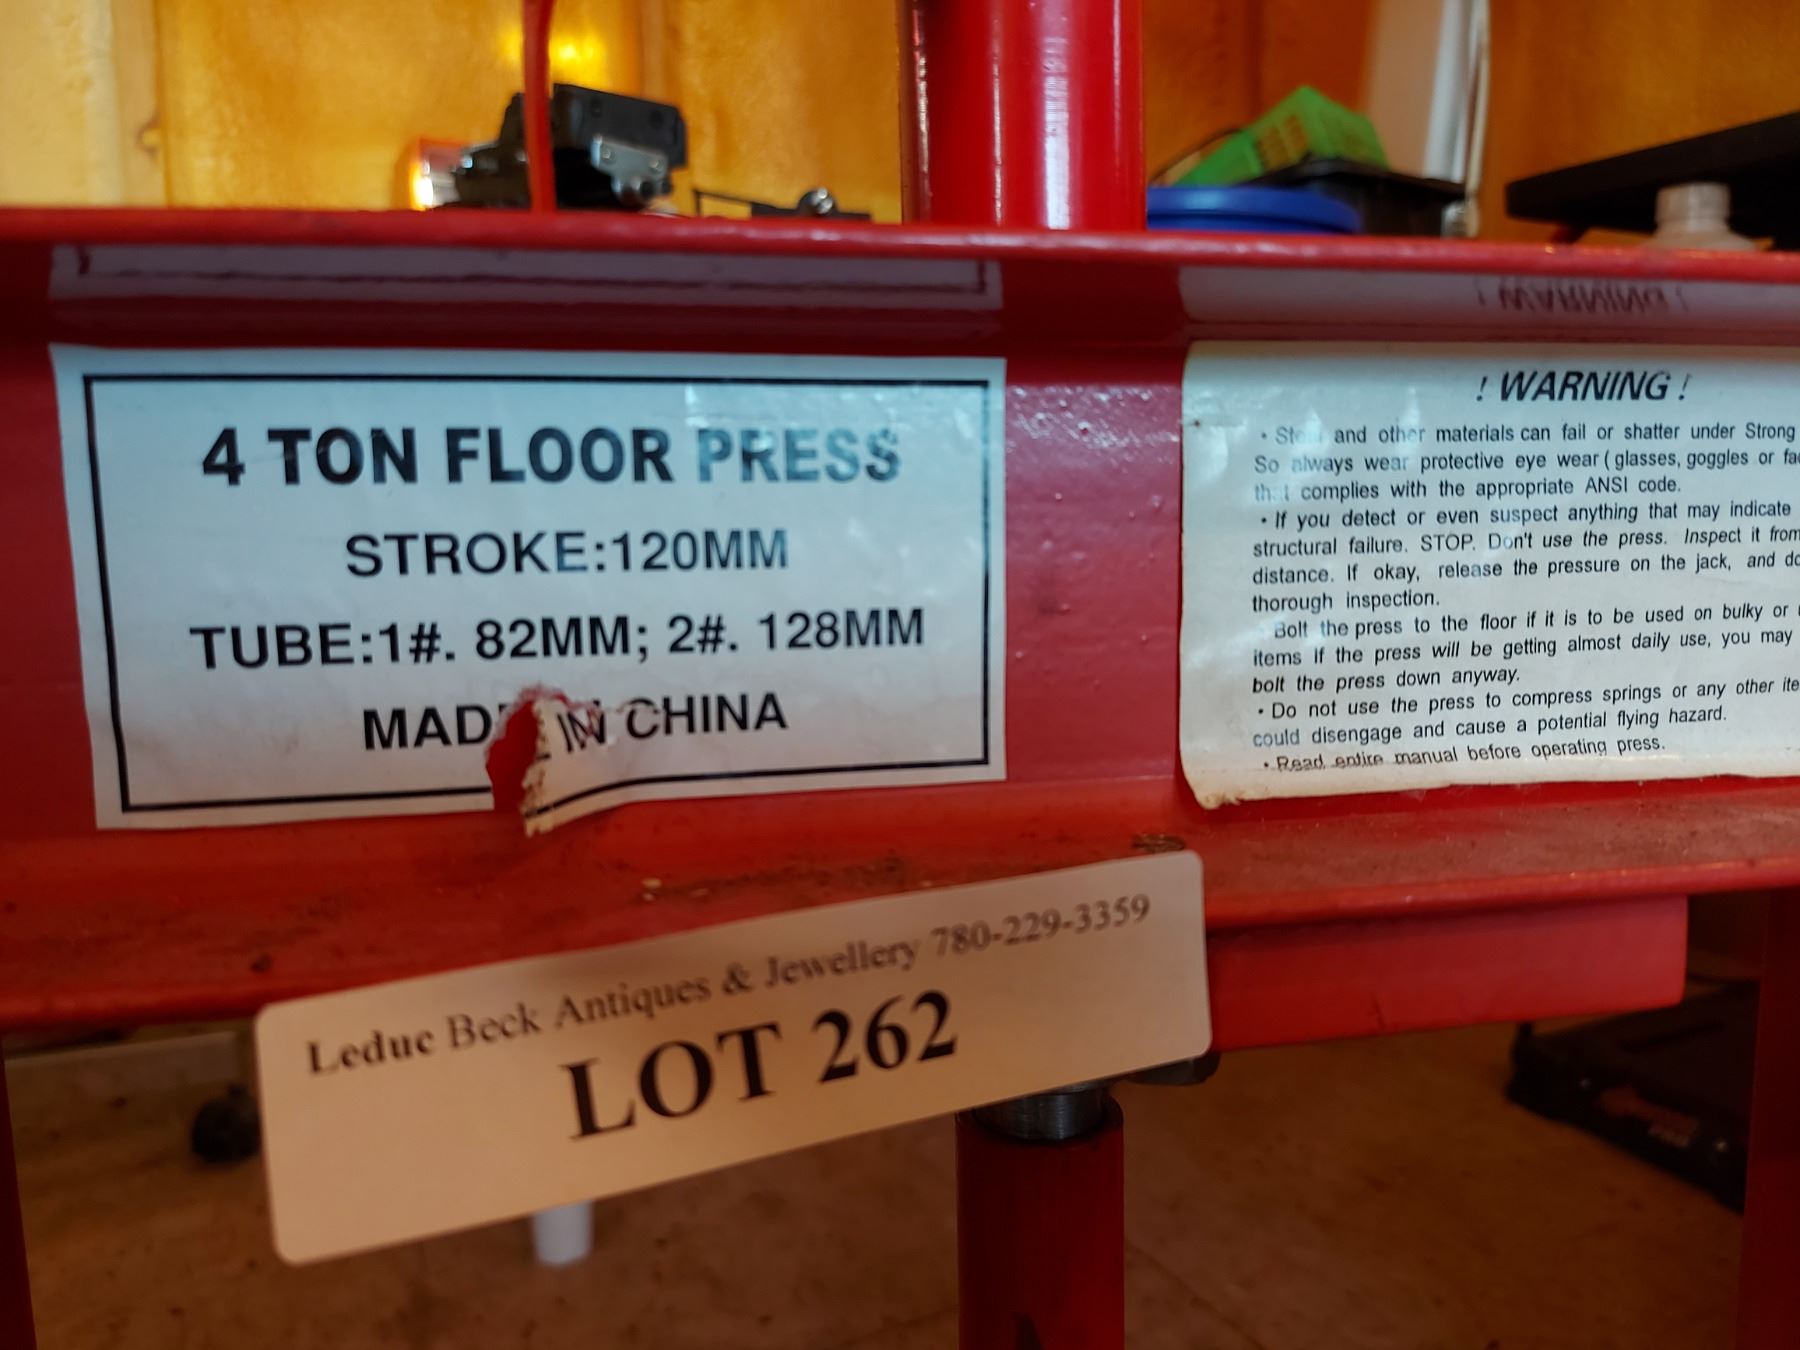 4 TON FLOOR PRESS
STROKE:120MM
TUBE:1#. 82MM; 2#. 128MM
MADE IN CHINA
! WARNING !
• Steel and other materials can fail or shatter under Strong
So always wear protective eye wear ( glasses, goggles or
that complies with the appropriate ANSI code.
• If you detect or even suspect anything that may indicate
structural failure. STOP. Don't use the press. Inspect it from
distance. If okay, release the pressure on the jack, and
thorough inspection.
Bolt the press to the floor if it is to be used on bulky or
items If the press will be getting almost daily use, you may
bolt the press down anyway.
• Do not use the press to compress springs or any other
could disengage and cause a potential flying hazard.
• Read entire manual before operating press.
Leduc Beck Antiques & Jewellery 780-229-3359
LOT 262